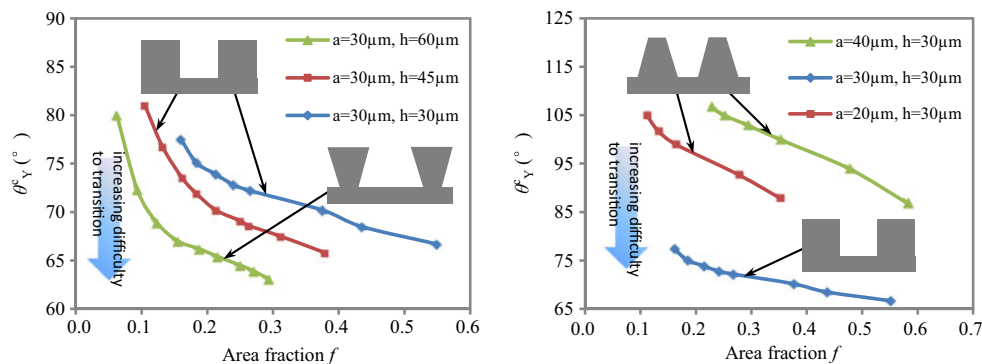 90
85
80
75
70
65
60
θ^c_Y (°)
increasing difficulty
to transition
a=30µm, h=60µm
a=30µm, h=45µm
a=30µm, h=30µm
0.0 0.1 0.2 0.3 0.4 0.5 0.6
Area fraction f
125
115
105
95
85
75
65
θ^c_Y (°)
increasing difficulty
to transition
a=40µm, h=30µm
a=30µm, h=30µm
a=20µm, h=30µm
0.0 0.1 0.2 0.3 0.4 0.5 0.6 0.7
Area fraction f